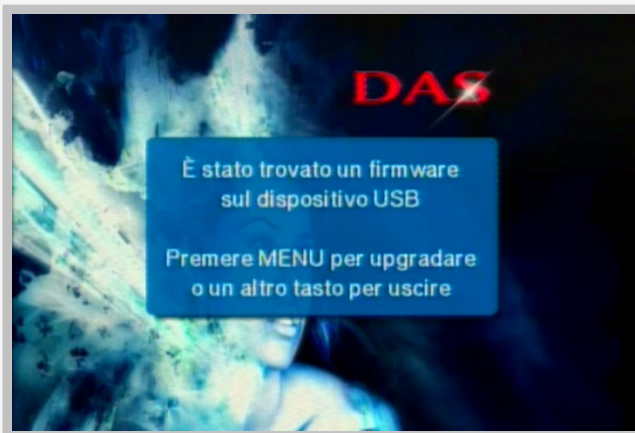 DAS
È stato trovato un firmware
sul dispositivo USB
Premere MENU per upgradare
o un altro tasto per uscire